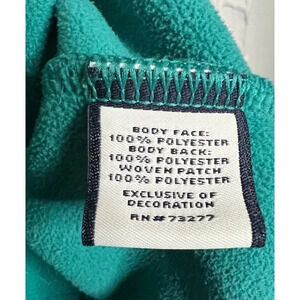 BODY FACE:
100% POLYESTER
BODY BACK:
100% POLYESTER
WOVEN PATCH
100% POLYESTER
EXCLUSIVE OF
DECORATION
RN#73277